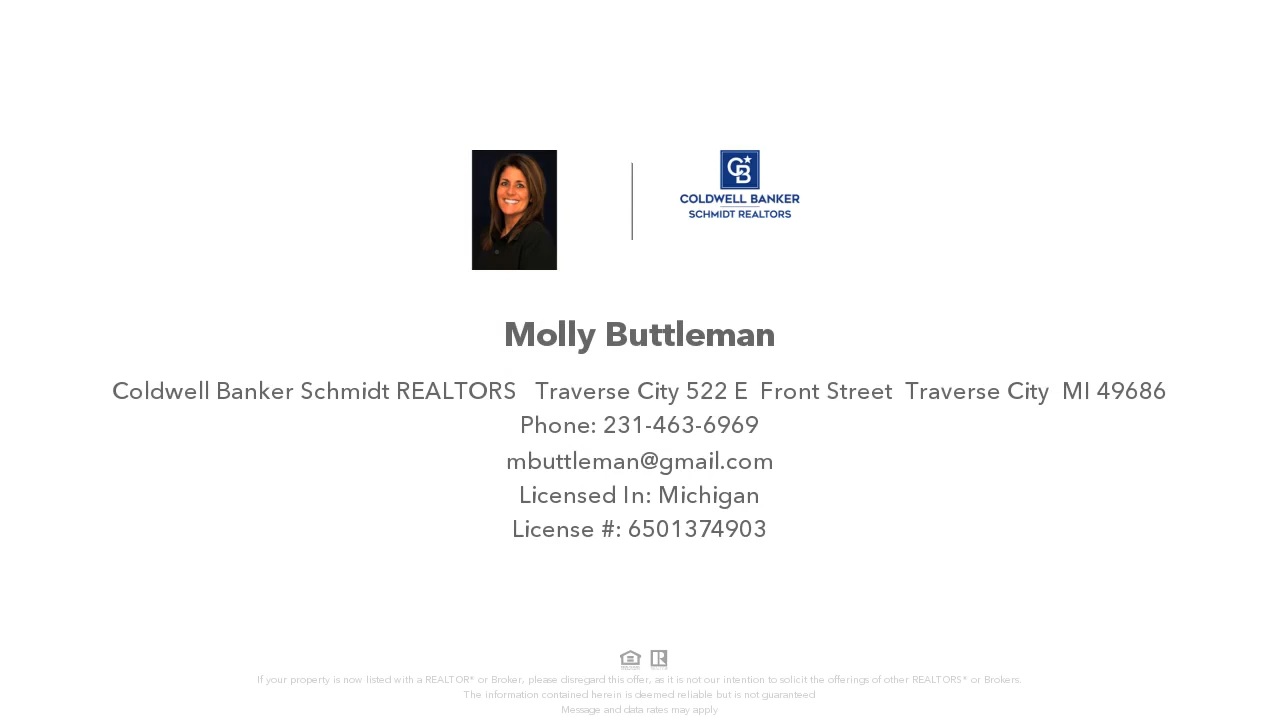 CB
COLDWELL BANKER
SCHMIDT REALTORS
Molly Buttleman
Coldwell Banker Schmidt REALTORS   Traverse City 522 E  Front Street  Traverse City  MI 49686
Phone: 231-463-6969
mbuttleman@gmail.com
Licensed In: Michigan
License #: 6501374903
If your property is now listed with a REALTOR® or Broker, please disregard this offer, as it is not our intention to solicit the offerings of other REALTORS® or Brokers.
The information contained herein is deemed reliable but is not guaranteed
Message and data rates may apply